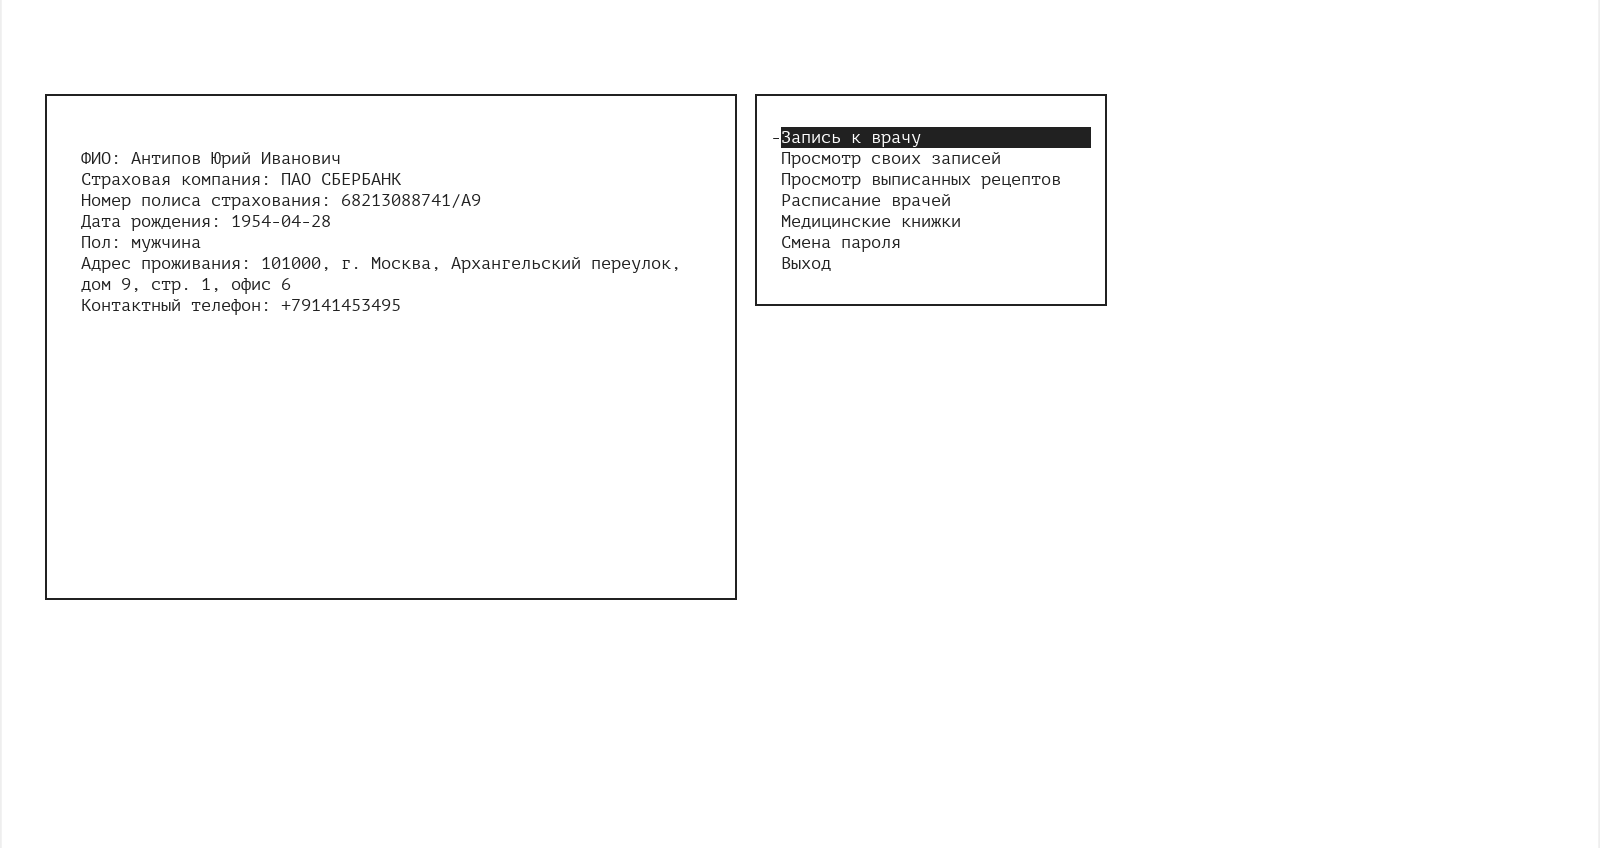 ФИО: Антипов Юрий Иванович
Страховая компания: ПАО СБЕРБАНК
Номер полиса страхования: 68213088741/A9
Дата рождения: 1954-04-28
Пол: мужчина
Адрес проживания: 101000, г. Москва, Архангельский переулок,
дом 9, стр. 1, офис 6
Контактный телефон: +79141453495
-Запись к врачу
Просмотр своих записей
Просмотр выписанных рецептов
Расписание врачей
Медицинские книжки
Смена пароля
Выход